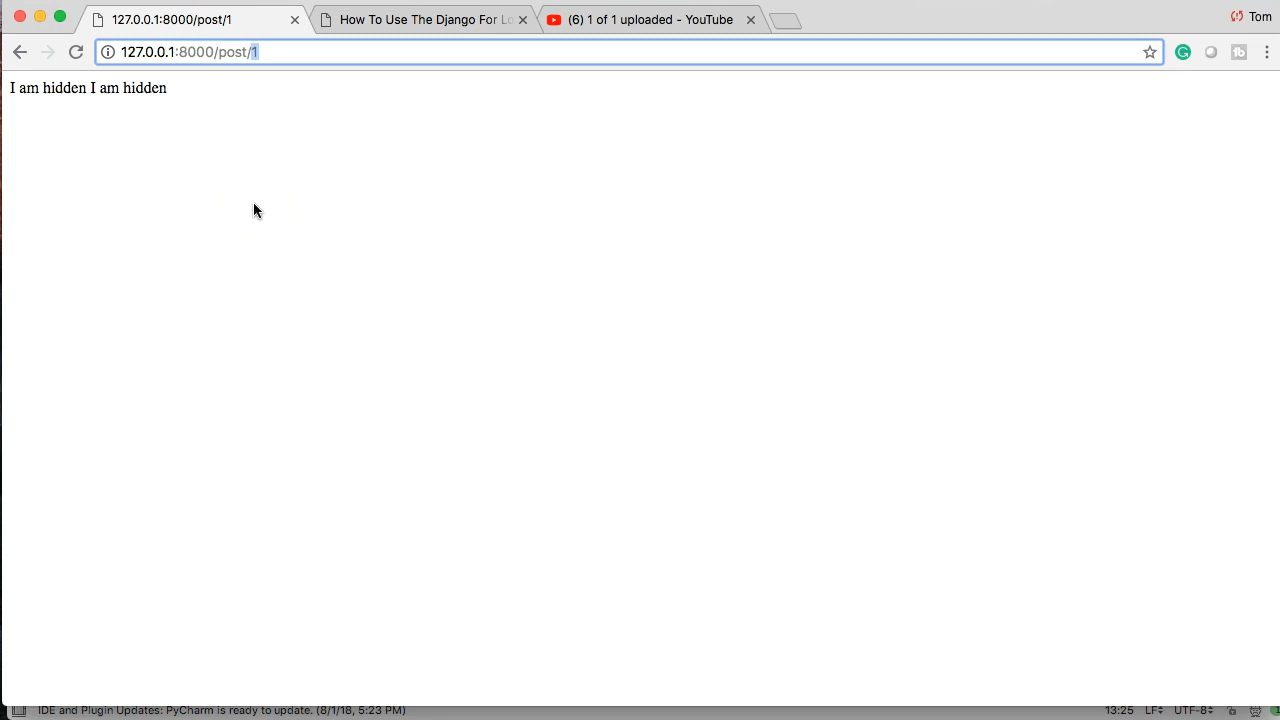 127.0.0.1:8000/post/1
How To Use The Django For Lo
(6) 1 of 1 uploaded - YouTube
Tom
127.0.0.1:8000/post/1
I am hidden I am hidden
IDE and Plugin Updates: PyCharm is ready to update. (8/1/18, 5:23 PM)
13:25 LF UTF-8